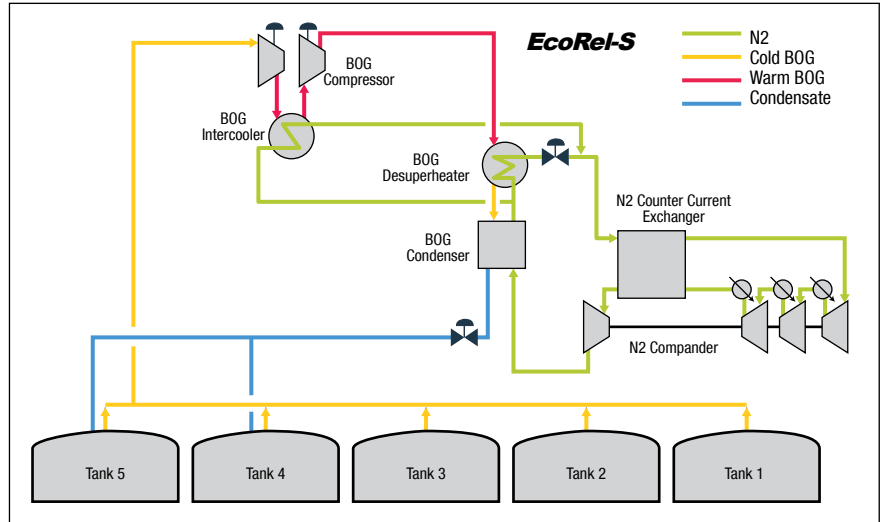 EcoRel-S
N2
Cold BOG
Warm BOG
Condensate
BOG
Compressor
BOG
Intercooler
BOG
Desuperheater
N2 Counter Current
Exchanger
BOG
Condenser
N2 Compander
Tank 5
Tank 4
Tank 3
Tank 2
Tank 1